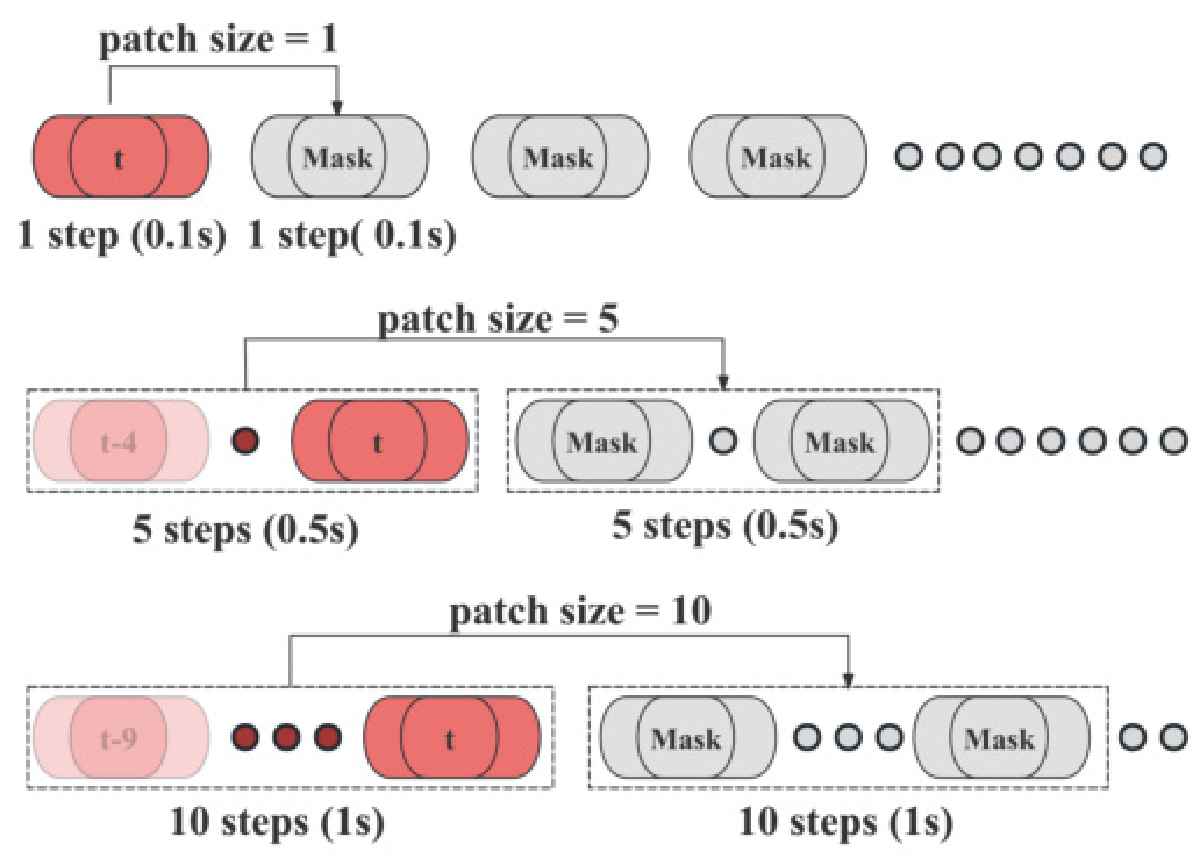 patch size = 1
t Mask Mask Mask
1 step (0.1s) 1 step( 0.1s)
patch size = 5
t-4 t Mask Mask
5 steps (0.5s) 5 steps (0.5s)
patch size = 10
t-9 t Mask Mask
10 steps (1s) 10 steps (1s)